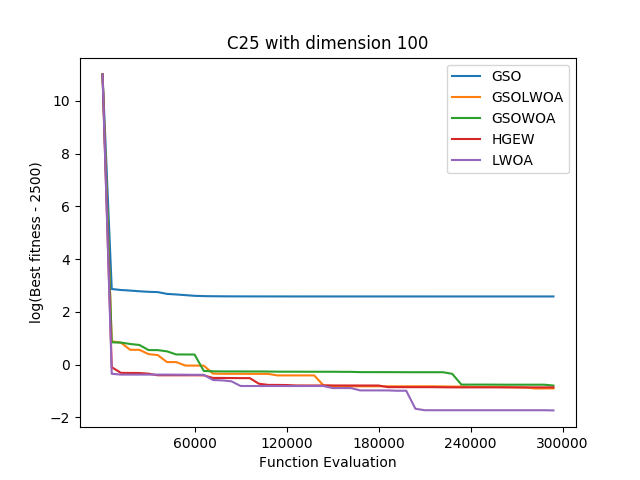 C25 with dimension 100
log(Best fitness - 2500)
10
8
6
4
2
0
−2
GSO
GSOLWOA
GSOWOA
HGEW
LWOA
60000 120000 180000 240000 300000
Function Evaluation